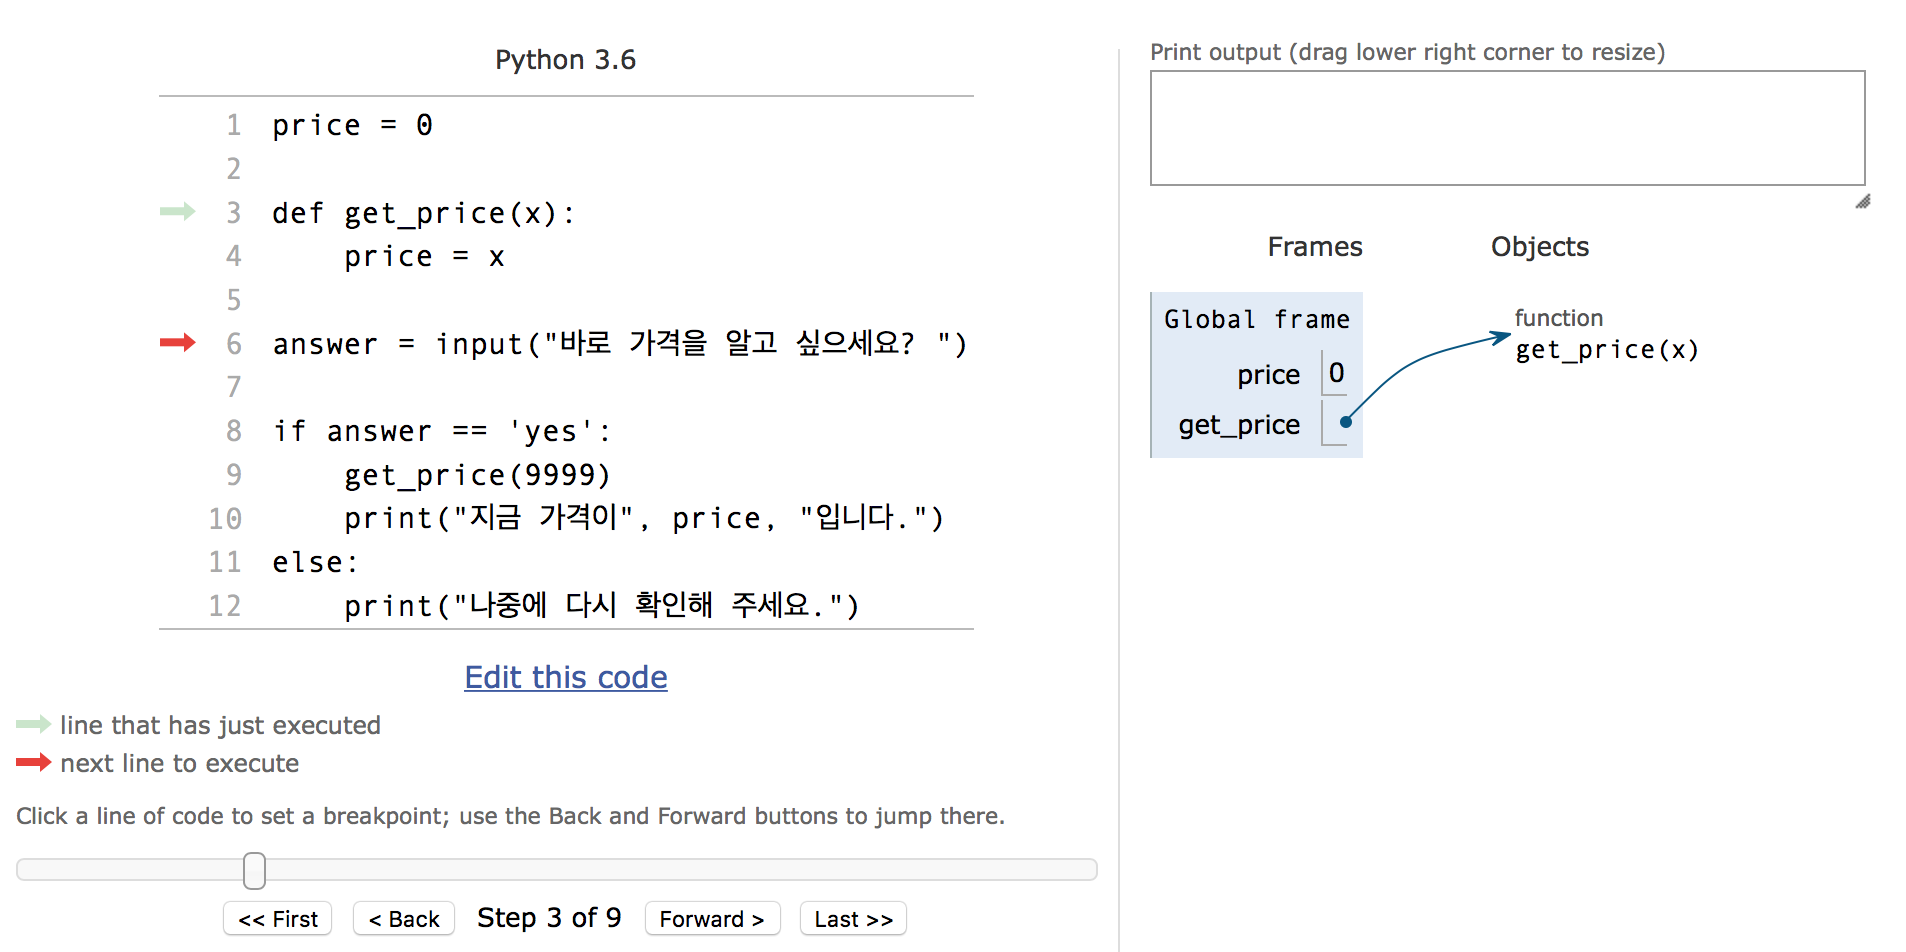 Python 3.6
1 price = 0
2
3 def get_price(x):
4     price = x
5
6 answer = input("바로 가격을 알고 싶으세요? ")
7
8 if answer == 'yes':
9     get_price(9999)
10     print("지금 가격이", price, "입니다.")
11 else:
12     print("나중에 다시 확인해 주세요.")
Edit this code
line that has just executed
next line to execute
Click a line of code to set a breakpoint; use the Back and Forward buttons to jump there.
<< First < Back Step 3 of 9 Forward > Last >>
Print output (drag lower right corner to resize)
Frames Objects
Global frame
price 0
get_price
function
get_price(x)